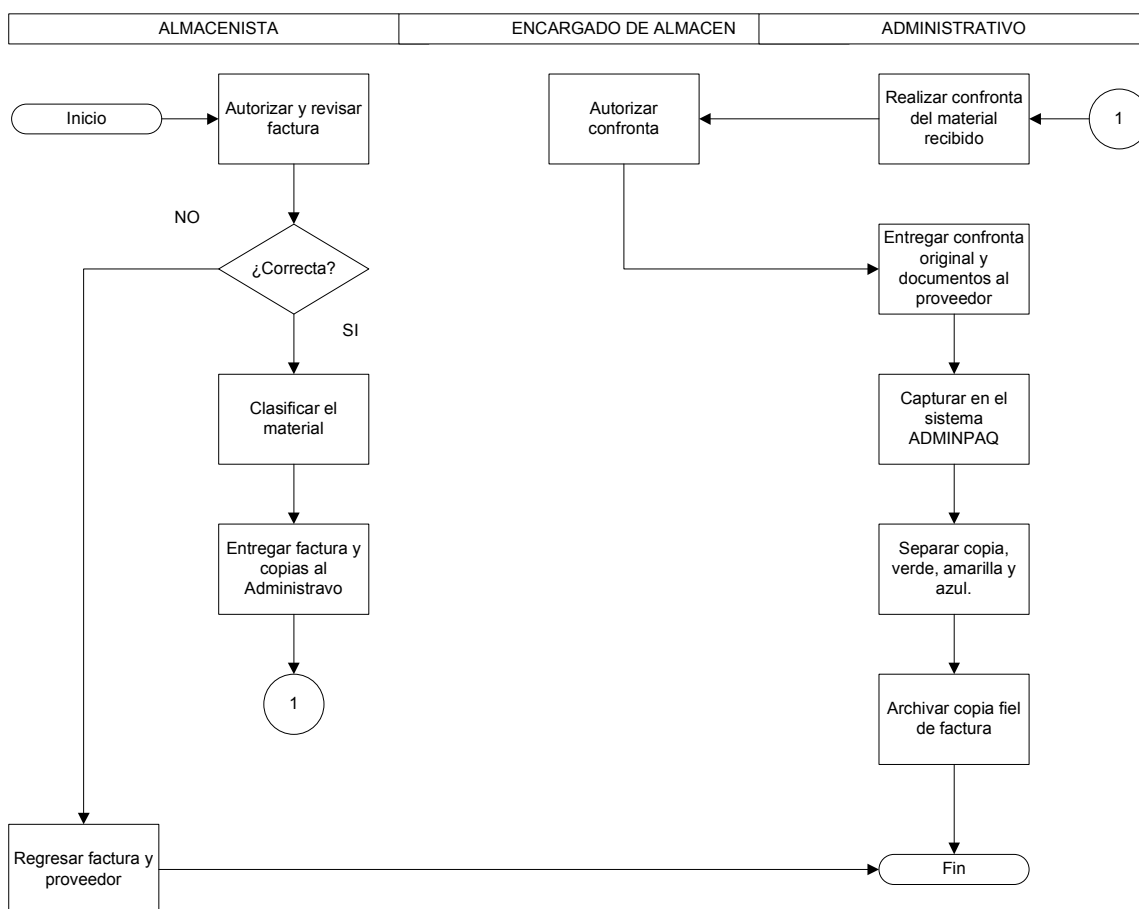 ALMACENISTA
ENCARGADO DE ALMACEN
ADMINISTRATIVO
Inicio
Autorizar y revisar
factura
NO
¿Correcta?
SI
Clasificar el
material
Entregar factura y
copias al
Administravo
1
Regresar factura y
proveedor
1
Realizar confronta
del material
recibido
Autorizar
confronta
Entregar confronta
original y
documentos al
proveedor
Capturar en el
sistema
ADMINPAQ
Separar copia,
verde, amarilla y
azul.
Archivar copia fiel
de factura
Fin